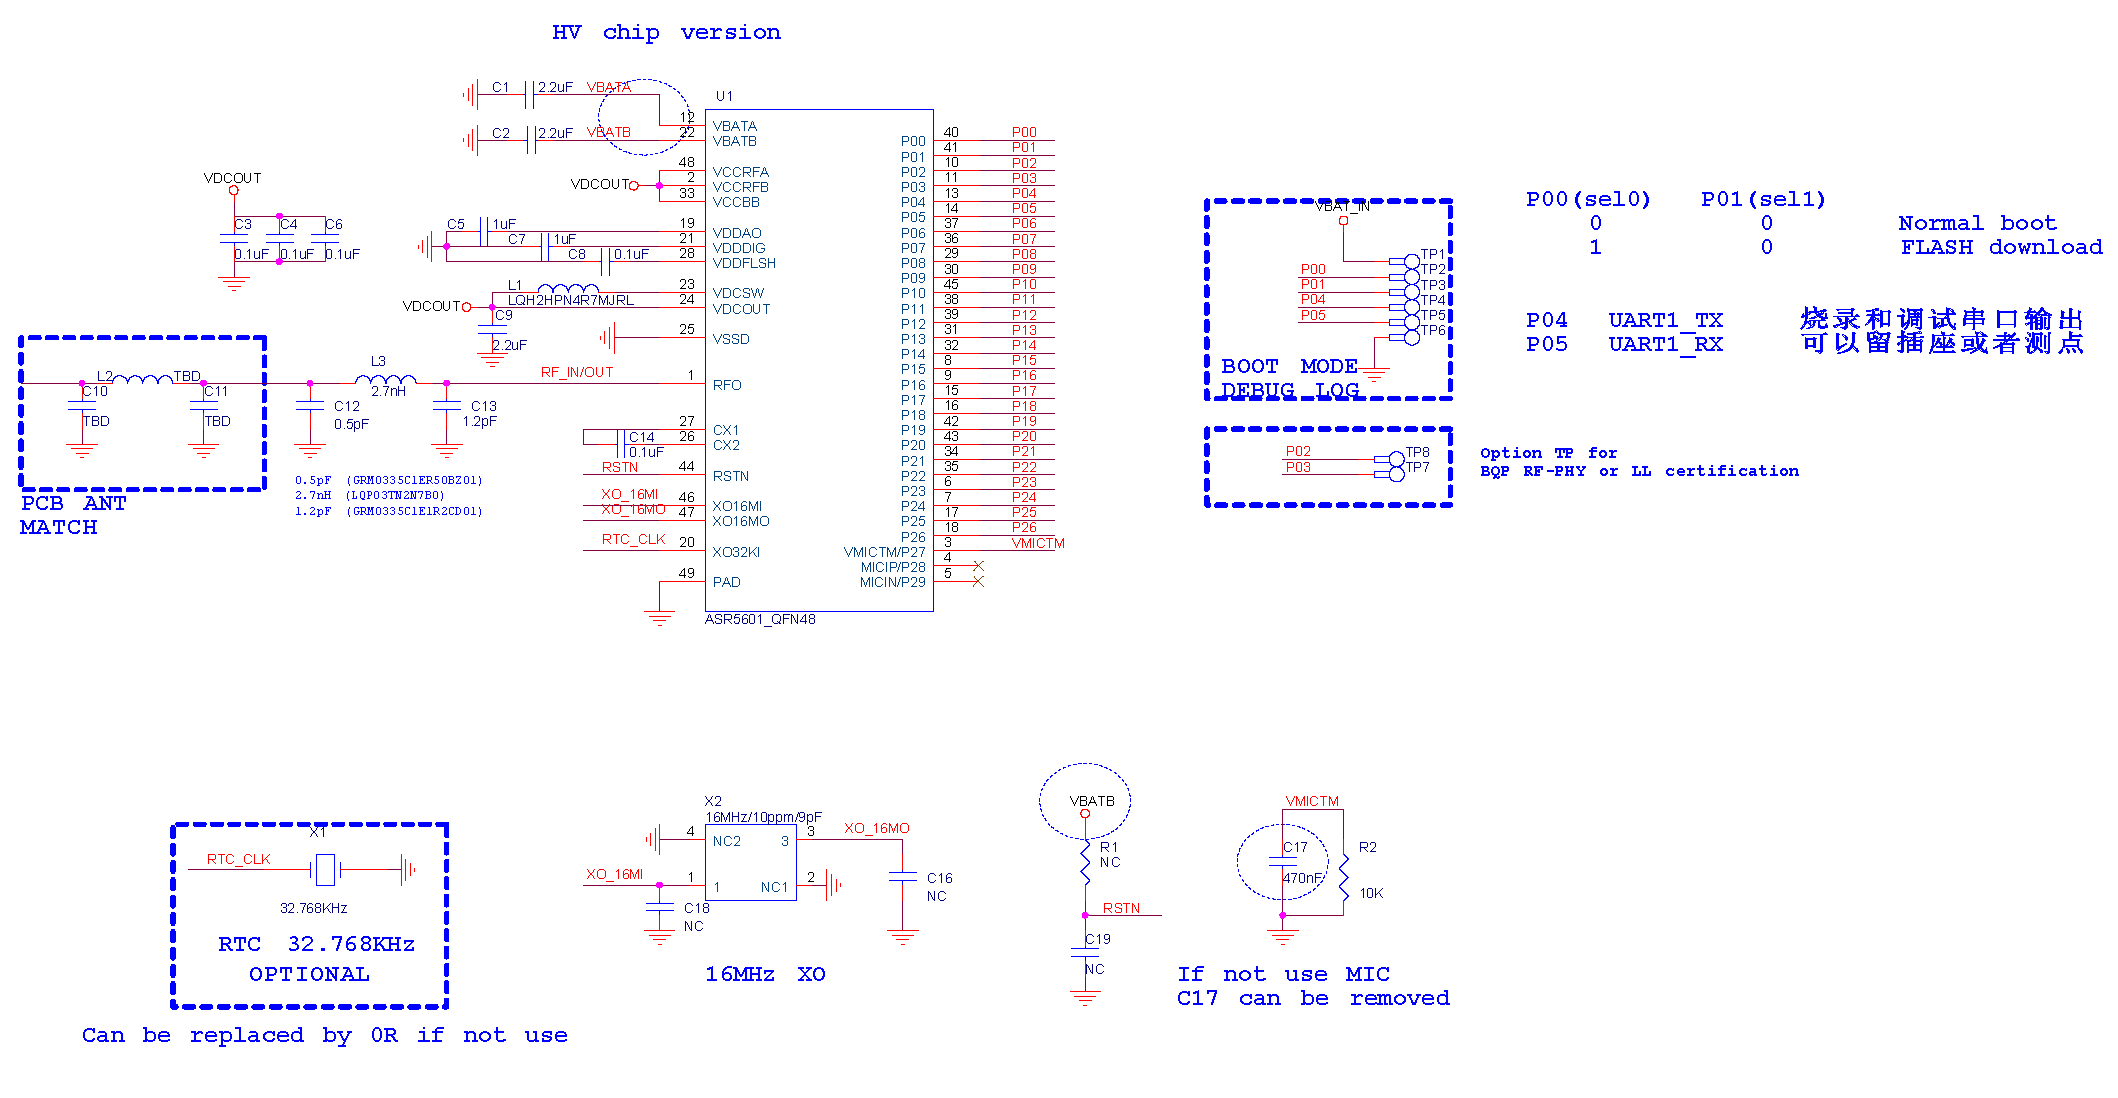 HV chip version
C1 2.2uF VBATA
C2 2.2uF VBATB
U1
12 VBATA
22 VBATB
48 VCCRFA
2 VCCRFB
33 VCCBB
VDCOUT
19 VDDAO
21 VDDDIG
28 VDDFLSH
C5 1uF
C7 1uF
C8 0.1uF
23 VDCSW
24 VDCOUT
L1
LQH2HPN4R7MJRL
VDCOUT
C9
2.2uF
25 VSSD
RF_IN/OUT 1 RFO
27 CX1
26 CX2
C14
0.1uF
RSTN 44 RSTN
XO_16MI 46 XO16MI
XO_16MO 47 XO16MO
RTC_CLK 20 XO32KI
49 PAD
ASR5601_QFN48
P00 40 P00
P01 41 P01
P02 10 P02
P03 11 P03
P04 13 P04
P05 14 P05
P06 37 P06
P07 36 P07
P08 29 P08
P09 30 P09
P10 45 P10
P11 38 P11
P12 39 P12
P13 31 P13
P14 32 P14
P15 8 P15
P16 9 P16
P17 15 P17
P18 16 P18
P19 42 P19
P20 43 P20
P21 34 P21
P22 35 P22
P23 6 P23
P24 7 P24
P25 17 P25
P26 18 P26
VMICTM/P27 3 VMICTM
MICIP/P28 4
MICIN/P29 5
VDCOUT
C3 C4 C6
0.1uF 0.1uF 0.1uF
L2 TBD
C10 C11
TBD TBD
PCB ANT
MATCH
L3
2.7nH
C12
0.5pF
C13
1.2pF
0.5pF (GRM0335C1ER50BZ01)
2.7nH (LQP03TN2N7B0)
1.2pF (GRM0335C1E1R2CD01)
VBAT_IN
TP1
P00 TP2
P01 TP3
P04 TP4
P05 TP5
TP6
BOOT MODE
DEBUG LOG
P02 TP8
P03 TP7
Option TP for
BQP RF-PHY or LL certification
P00(sel0) P01(sel1)
0 0 Normal boot
1 0 FLASH download
P04 UART1_TX 烧录和调试串口输出
P05 UART1_RX 可以留插座或者测点
X1
RTC_CLK
32.768KHz
RTC 32.768KHz
OPTIONAL
Can be replaced by 0R if not use
X2
16MHz/10ppm/9pF
4 NC2 3 3 XO_16MO
XO_16MI 1 1 NC1 2
C18
NC
C16
NC
16MHz XO
VBATB
R1
NC
RSTN
C19
NC
VMICTM
C17
470nF
R2
10K
If not use MIC
C17 can be removed